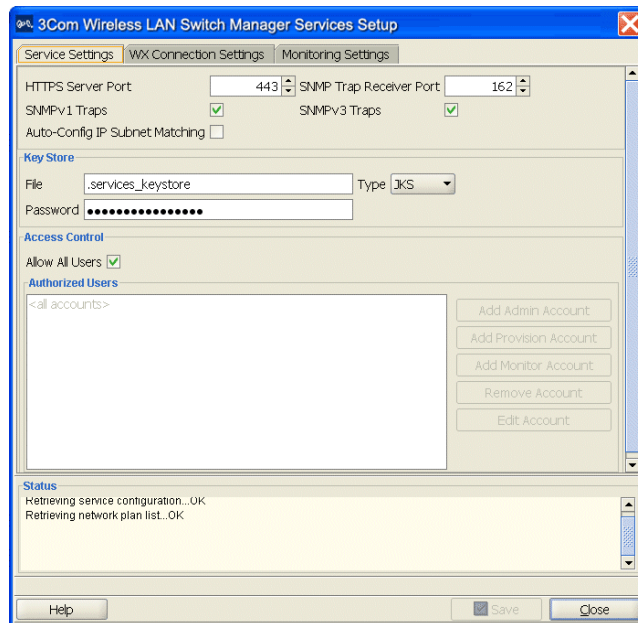 3Com Wireless LAN Switch Manager Services Setup
Service Settings WX Connection Settings Monitoring Settings
HTTPS Server Port 443 SNMP Trap Receiver Port 162
SNMPv1 Traps SNMPv3 Traps
Auto-Config IP Subnet Matching
Key Store
File .services_keystore Type JKS
Password ●●●●●●●●●●●●●●●●
Access Control
Allow All Users
Authorized Users
<all accounts>
Add Admin Account
Add Provision Account
Add Monitor Account
Remove Account
Edit Account
Status
Retrieving service configuration...OK
Retrieving network plan list...OK
Help Save Close